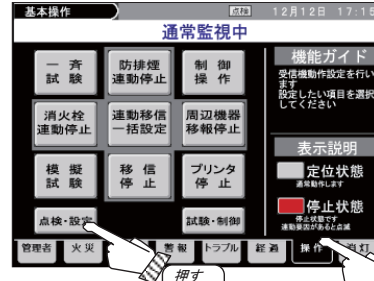 基本操作
点検
12月12日 17:15
通常監視中
一斉
試験
防排煙
連動停止
制御
操作
消火栓
連動停止
連動移信
一括設定
周辺機器
移報停止
模擬
試験
移信
停止
プリンタ
停止
点検・設定
試験・制御
機能ガイド
受信機動作設定を行い
ます
設定したい項目を選択
してください
表示説明
定位状態
通常動作します
停止状態
停止状態です
連動要因があると点滅
管理者
火災
警報
トラブル
経過
操作
消灯
押す